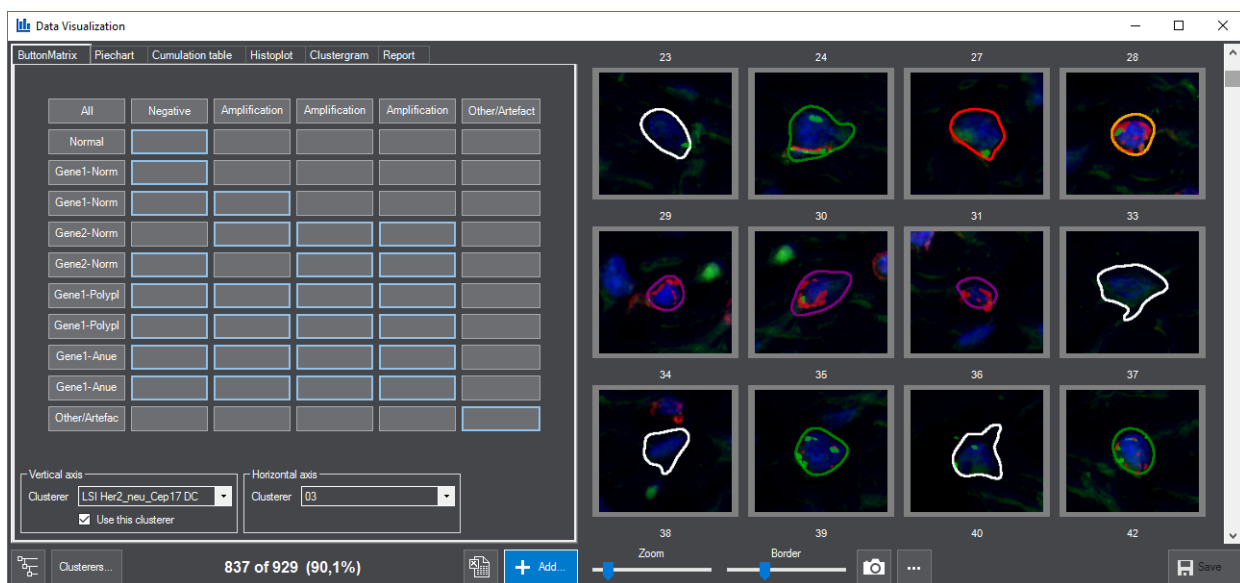 Data Visualization
ButtonMatrix Piechart Cumulation table Histoplot Clustergram Report
All Negative Amplification Amplification Amplification Other/Artefact
Normal
Gene1-Norm
Gene1-Norm
Gene2-Norm
Gene2-Norm
Gene1-Polypl
Gene1-Polypl
Gene1-Anue
Gene1-Anue
Other/Artefac
Vertical axis
Clusterer LSI Her2_neu_Cep17 DC
Use this clusterer
Horizontal axis
Clusterer 03
Clusterers... 837 of 929 (90,1%) Add...
23 24 27 28
29 30 31 33
34 35 36 37
38 39 40 42
Zoom Border ... Save